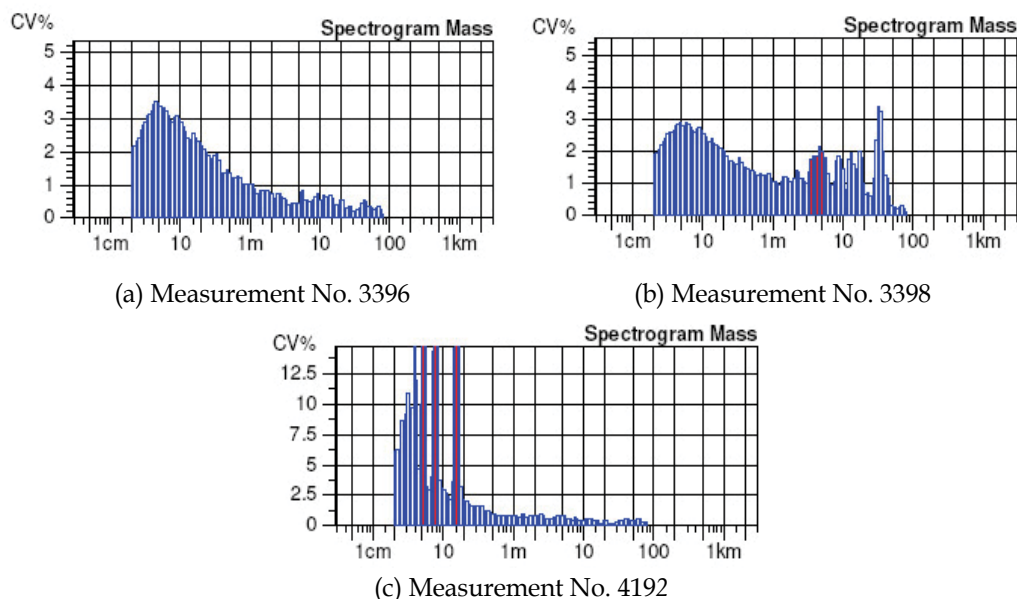 CV%
Spectrogram Mass
5
4
3
2
1
0
1cm 10 1m 10 100 1km
(a) Measurement No. 3396
CV%
Spectrogram Mass
5
4
3
2
1
0
1cm 10 1m 10 100 1km
(b) Measurement No. 3398
CV%
Spectrogram Mass
12.5
10
7.5
5
2.5
0
1cm 10 1m 10 100 1km
(c) Measurement No. 4192